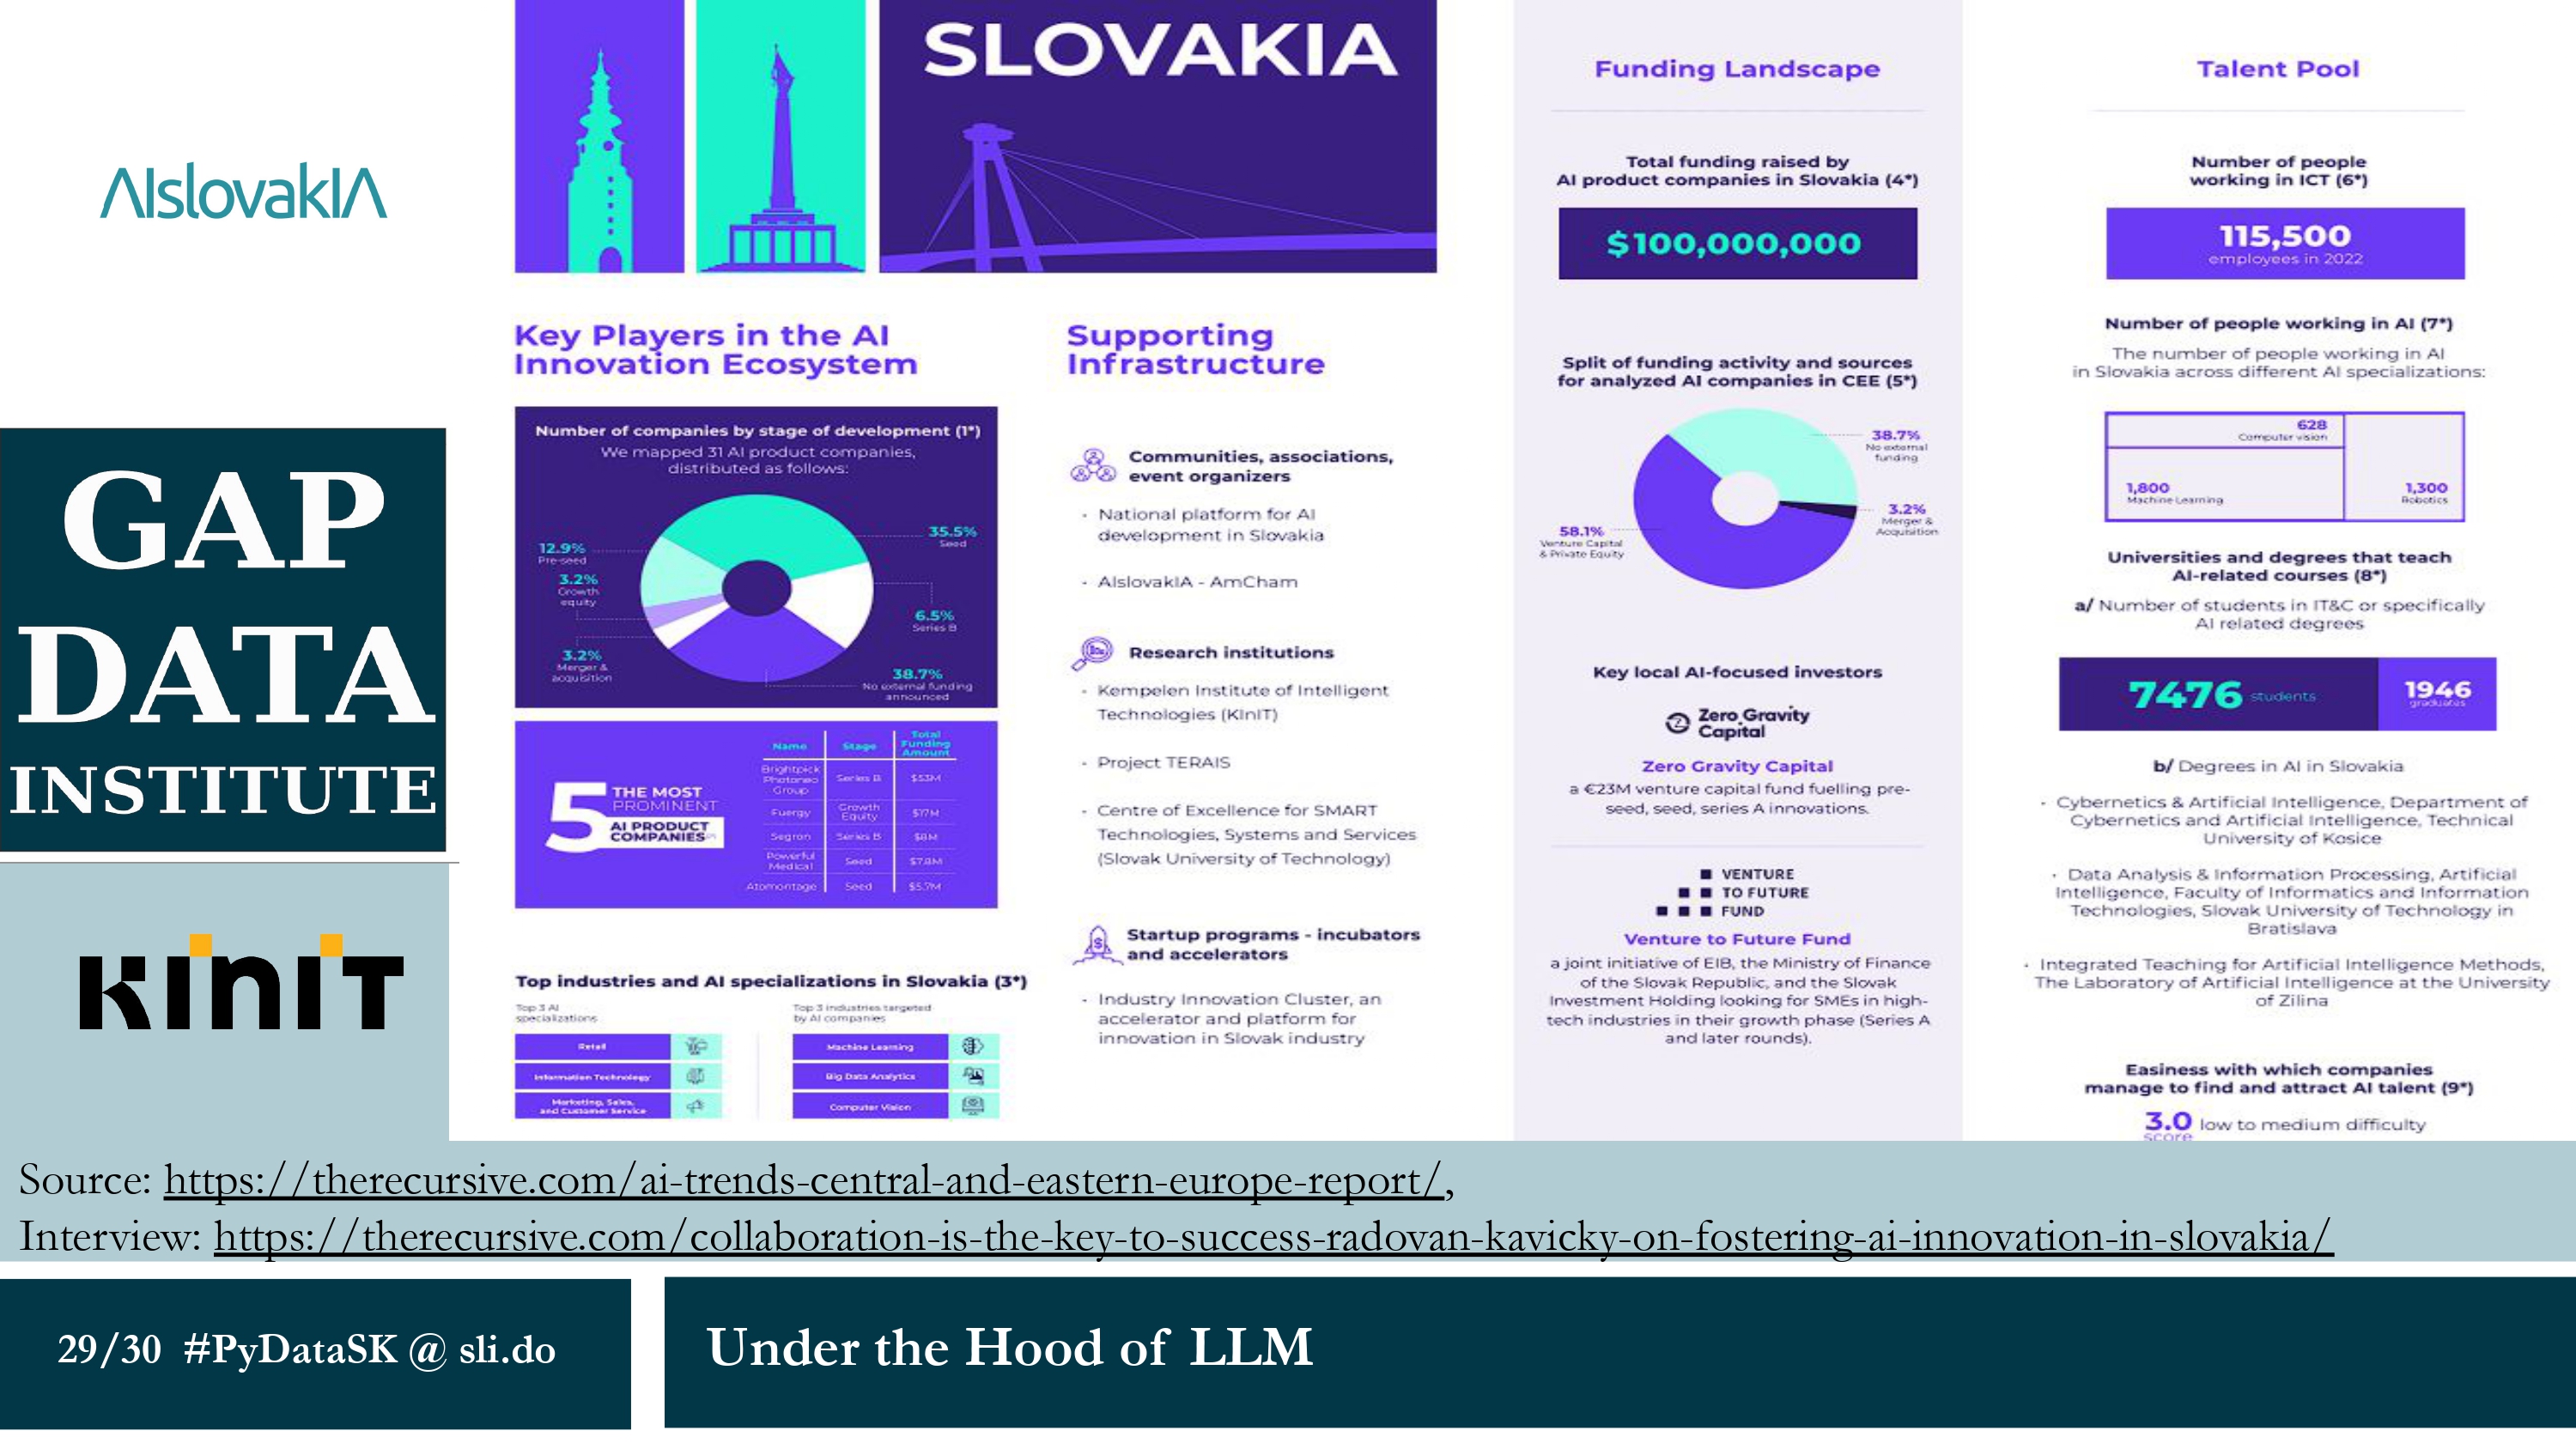 AIslovakIA
GAP
DATA
INSTITUTE
KInIT
SLOVAKIA
Key Players in the AI
Innovation Ecosystem
Number of companies by stage of development (1*)
We mapped 31 AI product companies,
distributed as follows:
35.5%
Seed
12.9%
Pre-seed
3.2%
Growth
equity
6.5%
Series B
3.2%
Merger &
acquisition
38.7%
No external funding
announced
5
THE MOST
PROMINENT
AI PRODUCT
COMPANIES
Name Stage Total
Funding
Amount
Brightpick
Photoneo
Group
Series B $53M
Fuergy Growth
Equity $17M
Segron Series B $8M
Powerful
Medical
Seed $7.8M
Atomontage Seed $5.7M
Top industries and AI specializations in Slovakia (3*)
Top 3 AI
specializations
Retail
Information Technology
Marketing, Sales,
and Customer Service
Top 3 industries targeted
by AI companies
Machine Learning
Big Data Analytics
Computer Vision
Supporting
Infrastructure
Communities, associations,
event organizers
· National platform for AI
development in Slovakia
· AIslovakIA - AmCham
Research institutions
· Kempelen Institute of Intelligent
Technologies (KInIT)
· Project TERAIS
· Centre of Excellence for SMART
Technologies, Systems and Services
(Slovak University of Technology)
Startup programs - incubators
and accelerators
· Industry Innovation Cluster, an
accelerator and platform for
innovation in Slovak industry
Funding Landscape
Total funding raised by
AI product companies in Slovakia (4*)
$100,000,000
Split of funding activity and sources
for analyzed AI companies in CEE (5*)
38.7%
No external
funding
3.2%
Merger &
Acquisition
58.1%
Venture Capital
& Private Equity
Key local AI-focused investors
Zero Gravity
Capital
Zero Gravity Capital
a €23M venture capital fund fuelling pre-
seed, seed, series A innovations.
VENTURE
TO FUTURE
FUND
Venture to Future Fund
a joint initiative of EIB, the Ministry of Finance
of the Slovak Republic, and the Slovak
Investment Holding looking for SMEs in high-
tech industries in their growth phase (Series A
and later rounds).
Talent Pool
Number of people
working in ICT (6*)
115,500
employees in 2022
Number of people working in AI (7*)
The number of people working in AI
in Slovakia across different AI specializations:
628
Computer vision
1,800
Machine Learning
1,300
Robotics
Universities and degrees that teach
AI-related courses (8*)
a/ Number of students in IT&C or specifically
AI related degrees
7476 students
1946
graduates
b/ Degrees in AI in Slovakia
· Cybernetics & Artificial Intelligence, Department of
Cybernetics and Artificial Intelligence, Technical
University of Kosice
· Data Analysis & Information Processing, Artificial
Intelligence, Faculty of Informatics and Information
Technologies, Slovak University of Technology in
Bratislava
· Integrated Teaching for Artificial Intelligence Methods,
The Laboratory of Artificial Intelligence at the University
of Zilina
Easiness with which companies
manage to find and attract AI talent (9*)
3.0 low to medium difficulty
score
Source: https://therecursive.com/ai-trends-central-and-eastern-europe-report/,
Interview: https://therecursive.com/collaboration-is-the-key-to-success-radovan-kavicky-on-fostering-ai-innovation-in-slovakia/
29/30 #PyDataSK @ sli.do
Under the Hood of LLM